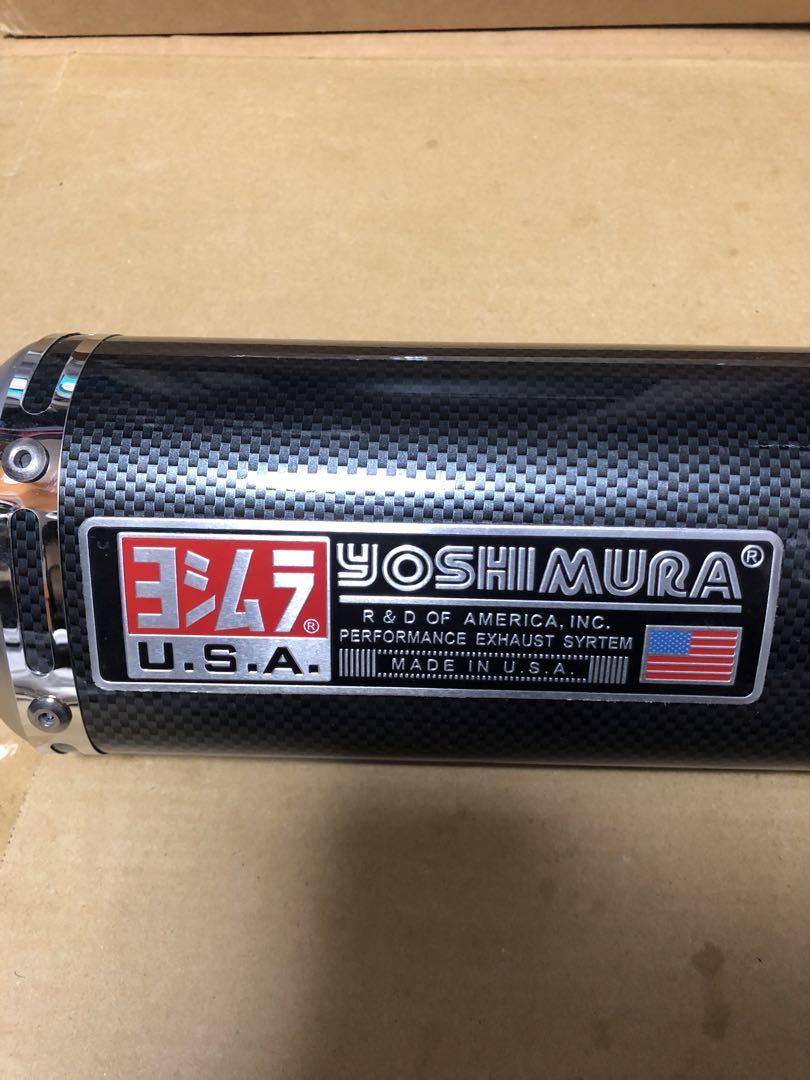 ヨシムラ®
U.S.A.
YOSHIMURA®
R & D OF AMERICA, INC.
PERFORMANCE EXHAUST SYRTEM
MADE IN U.S.A.